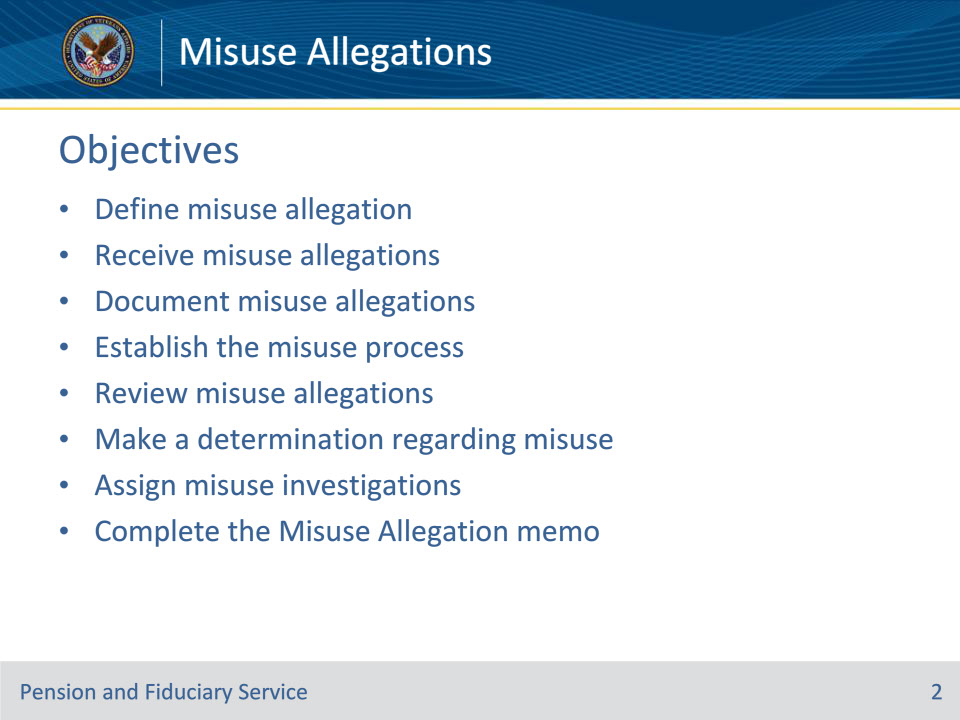 Misuse Allegations
Objectives
• Define misuse allegation
• Receive misuse allegations
• Document misuse allegations
• Establish the misuse process
• Review misuse allegations
• Make a determination regarding misuse
• Assign misuse investigations
• Complete the Misuse Allegation memo
Pension and Fiduciary Service
2